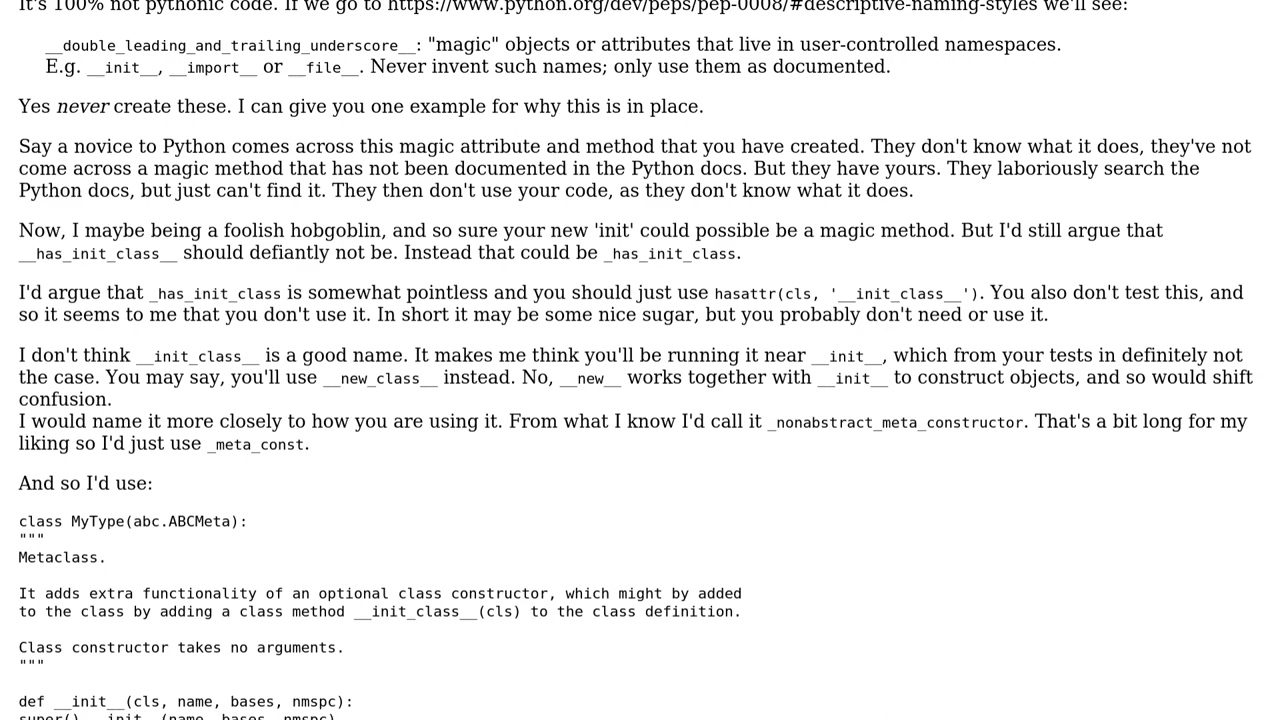 It's 100% not pythonic code. If we go to https://www.python.org/dev/peps/pep-0008/#descriptive-naming-styles we'll see:
__double_leading_and_trailing_underscore__: "magic" objects or attributes that live in user-controlled namespaces.
E.g. __init__, __import__ or __file__. Never invent such names; only use them as documented.
Yes never create these. I can give you one example for why this is in place.
Say a novice to Python comes across this magic attribute and method that you have created. They don't know what it does, they've not
come across a magic method that has not been documented in the Python docs. But they have yours. They laboriously search the
Python docs, but just can't find it. They then don't use your code, as they don't know what it does.
Now, I maybe being a foolish hobgoblin, and so sure your new 'init' could possible be a magic method. But I'd still argue that
__has_init_class__ should defiantly not be. Instead that could be _has_init_class.
I'd argue that _has_init_class is somewhat pointless and you should just use hasattr(cls, '__init_class__'). You also don't test this, and
so it seems to me that you don't use it. In short it may be some nice sugar, but you probably don't need or use it.
I don't think __init_class__ is a good name. It makes me think you'll be running it near __init__, which from your tests in definitely not
the case. You may say, you'll use __new_class__ instead. No, __new__ works together with __init__ to construct objects, and so would shift
confusion.
I would name it more closely to how you are using it. From what I know I'd call it _nonabstract_meta_constructor. That's a bit long for my
liking so I'd just use _meta_const.
And so I'd use:
class MyType(abc.ABCMeta):
"""
Metaclass.
It adds extra functionality of an optional class constructor, which might by added
to the class by adding a class method __init_class__(cls) to the class definition.
Class constructor takes no arguments.
"""
def __init__(cls, name, bases, nmspc):
super().__init__(name, bases, nmspc)